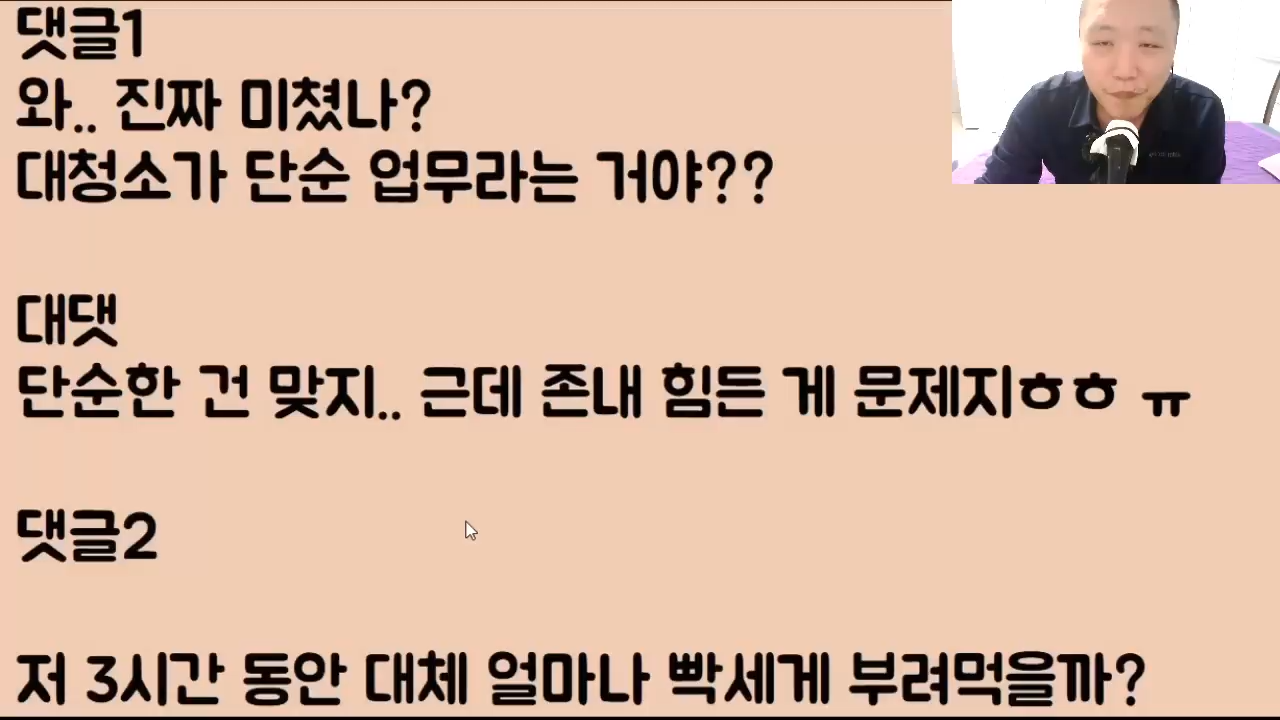 댓글1
와.. 진짜 미쳤나?
대청소가 단순 업무라는 거야??
대댓
단순한 건 맞지.. 근데 존내 힘든 게 문제지ㅎㅎ ㅠ
댓글2
저 3시간 동안 대체 얼마나 빡세게 부려먹을까?